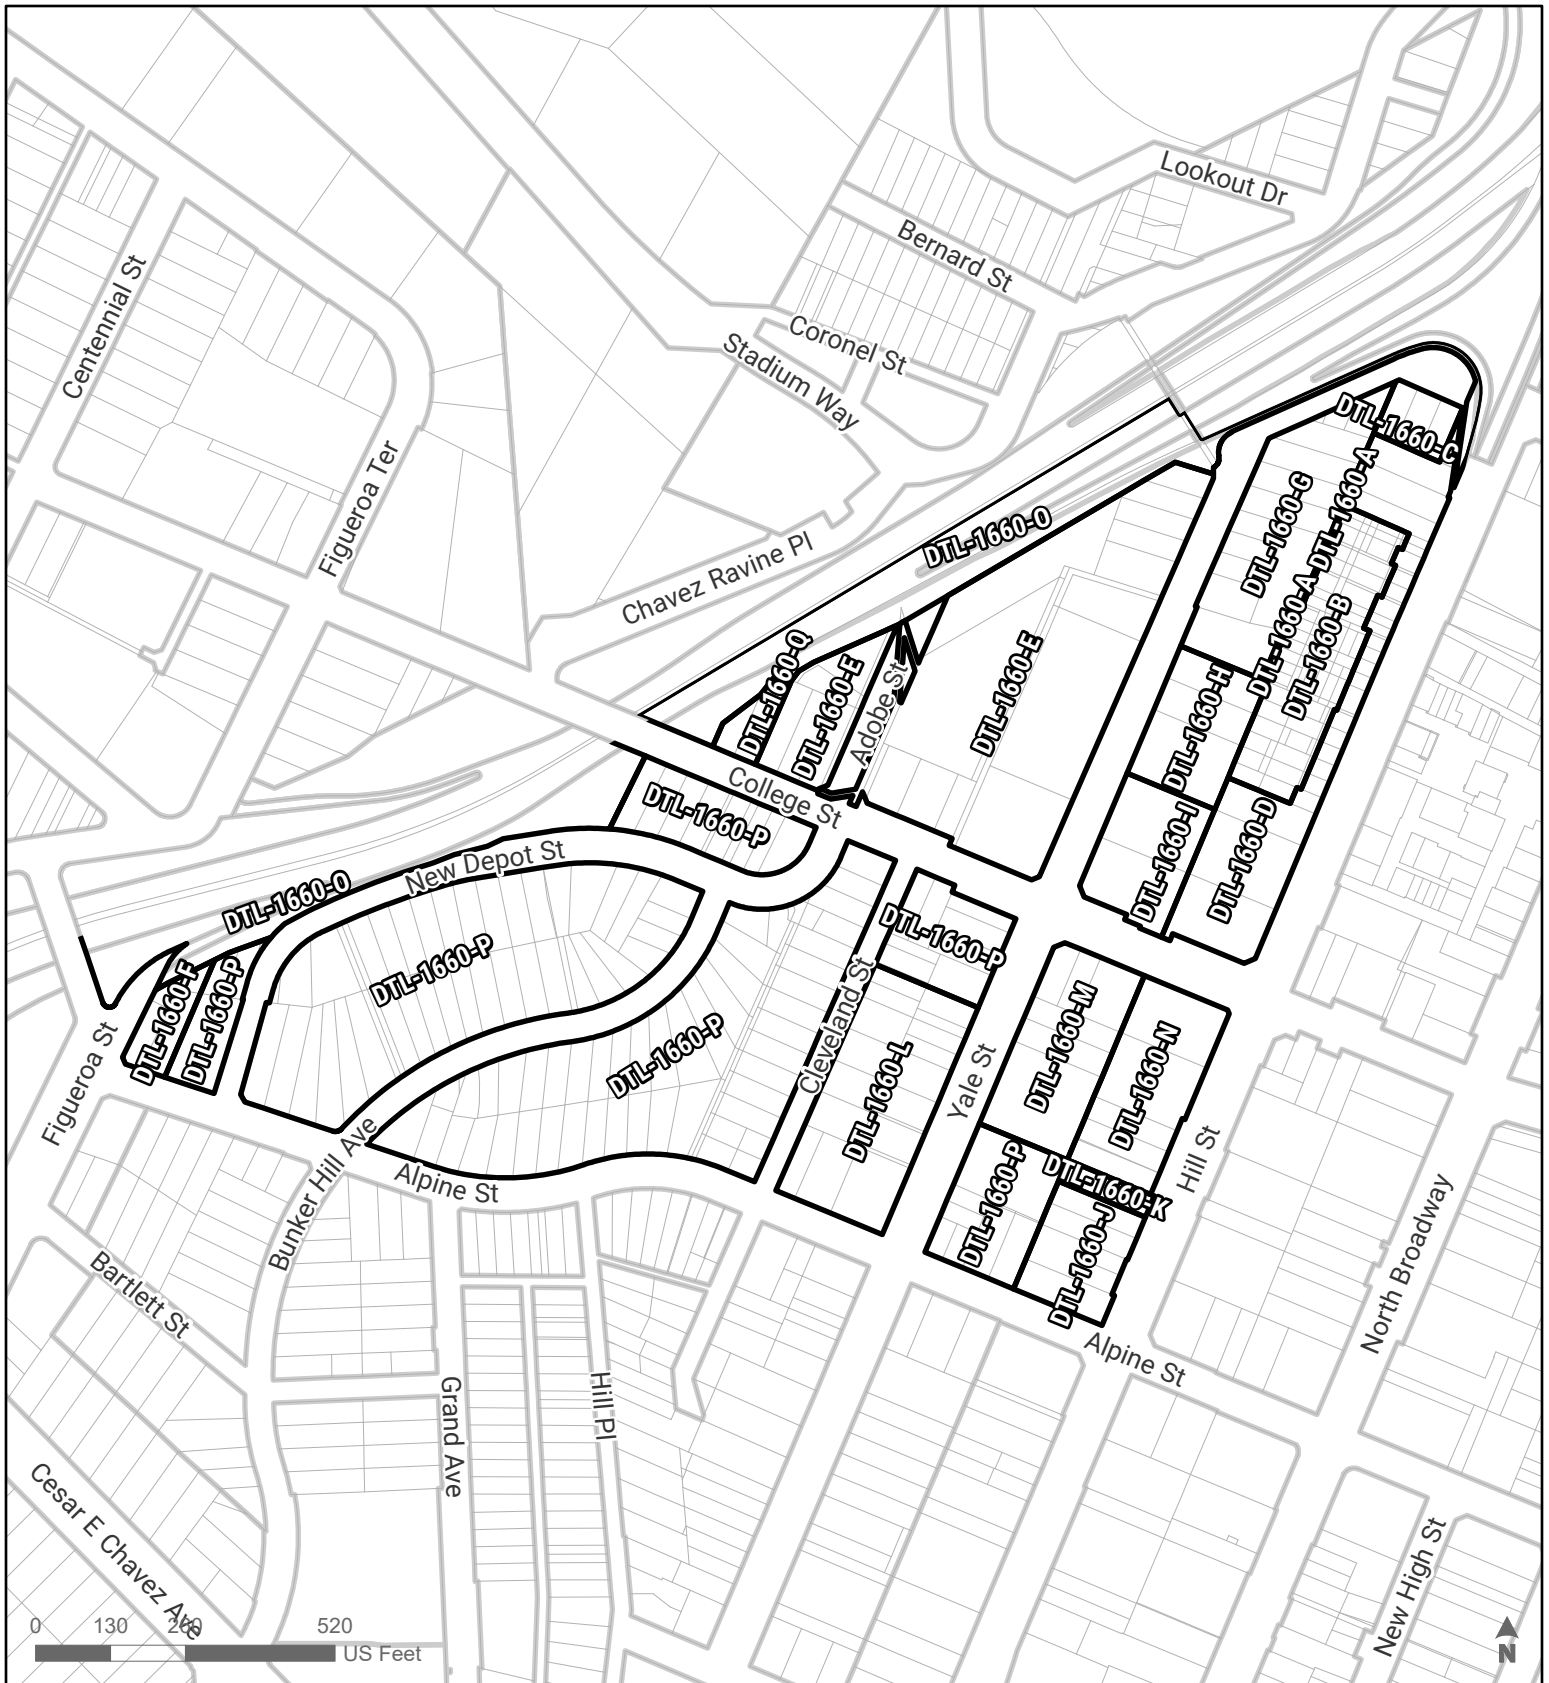 Lookout Dr
Bernard St
Centennial St
Coronel St
Stadium Way
DTL-1660-C
Figueroa Ter
DTL-1660-G
DTL-1660-A
DTL-1660-O
Chavez Ravine Pl
DTL-1660-A
DTL-1660-B
DTL-1660-Q
DTL-1660-E
Adobe St
DTL-1660-E
DTL-1660-H
College St
DTL-1660-P
DTL-1660-I
DTL-1660-D
New Depot St
DTL-1660-O
DTL-1660-P
DTL-1660-P
DTL-1660-F
DTL-1660-P
DTL-1660-P
Cleveland St
DTL-1660-M
DTL-1660-N
Figueroa St
DTL-1660-L
Yale St
Hill St
DTL-1660-P
DTL-1660-K
DTL-1660-J
Bunker Hill Ave
Alpine St
Bartlett St
North Broadway
Alpine St
Grand Ave
Hill Pl
Cesar E Chavez Ave
New High St
0 130 260 520
US Feet
N